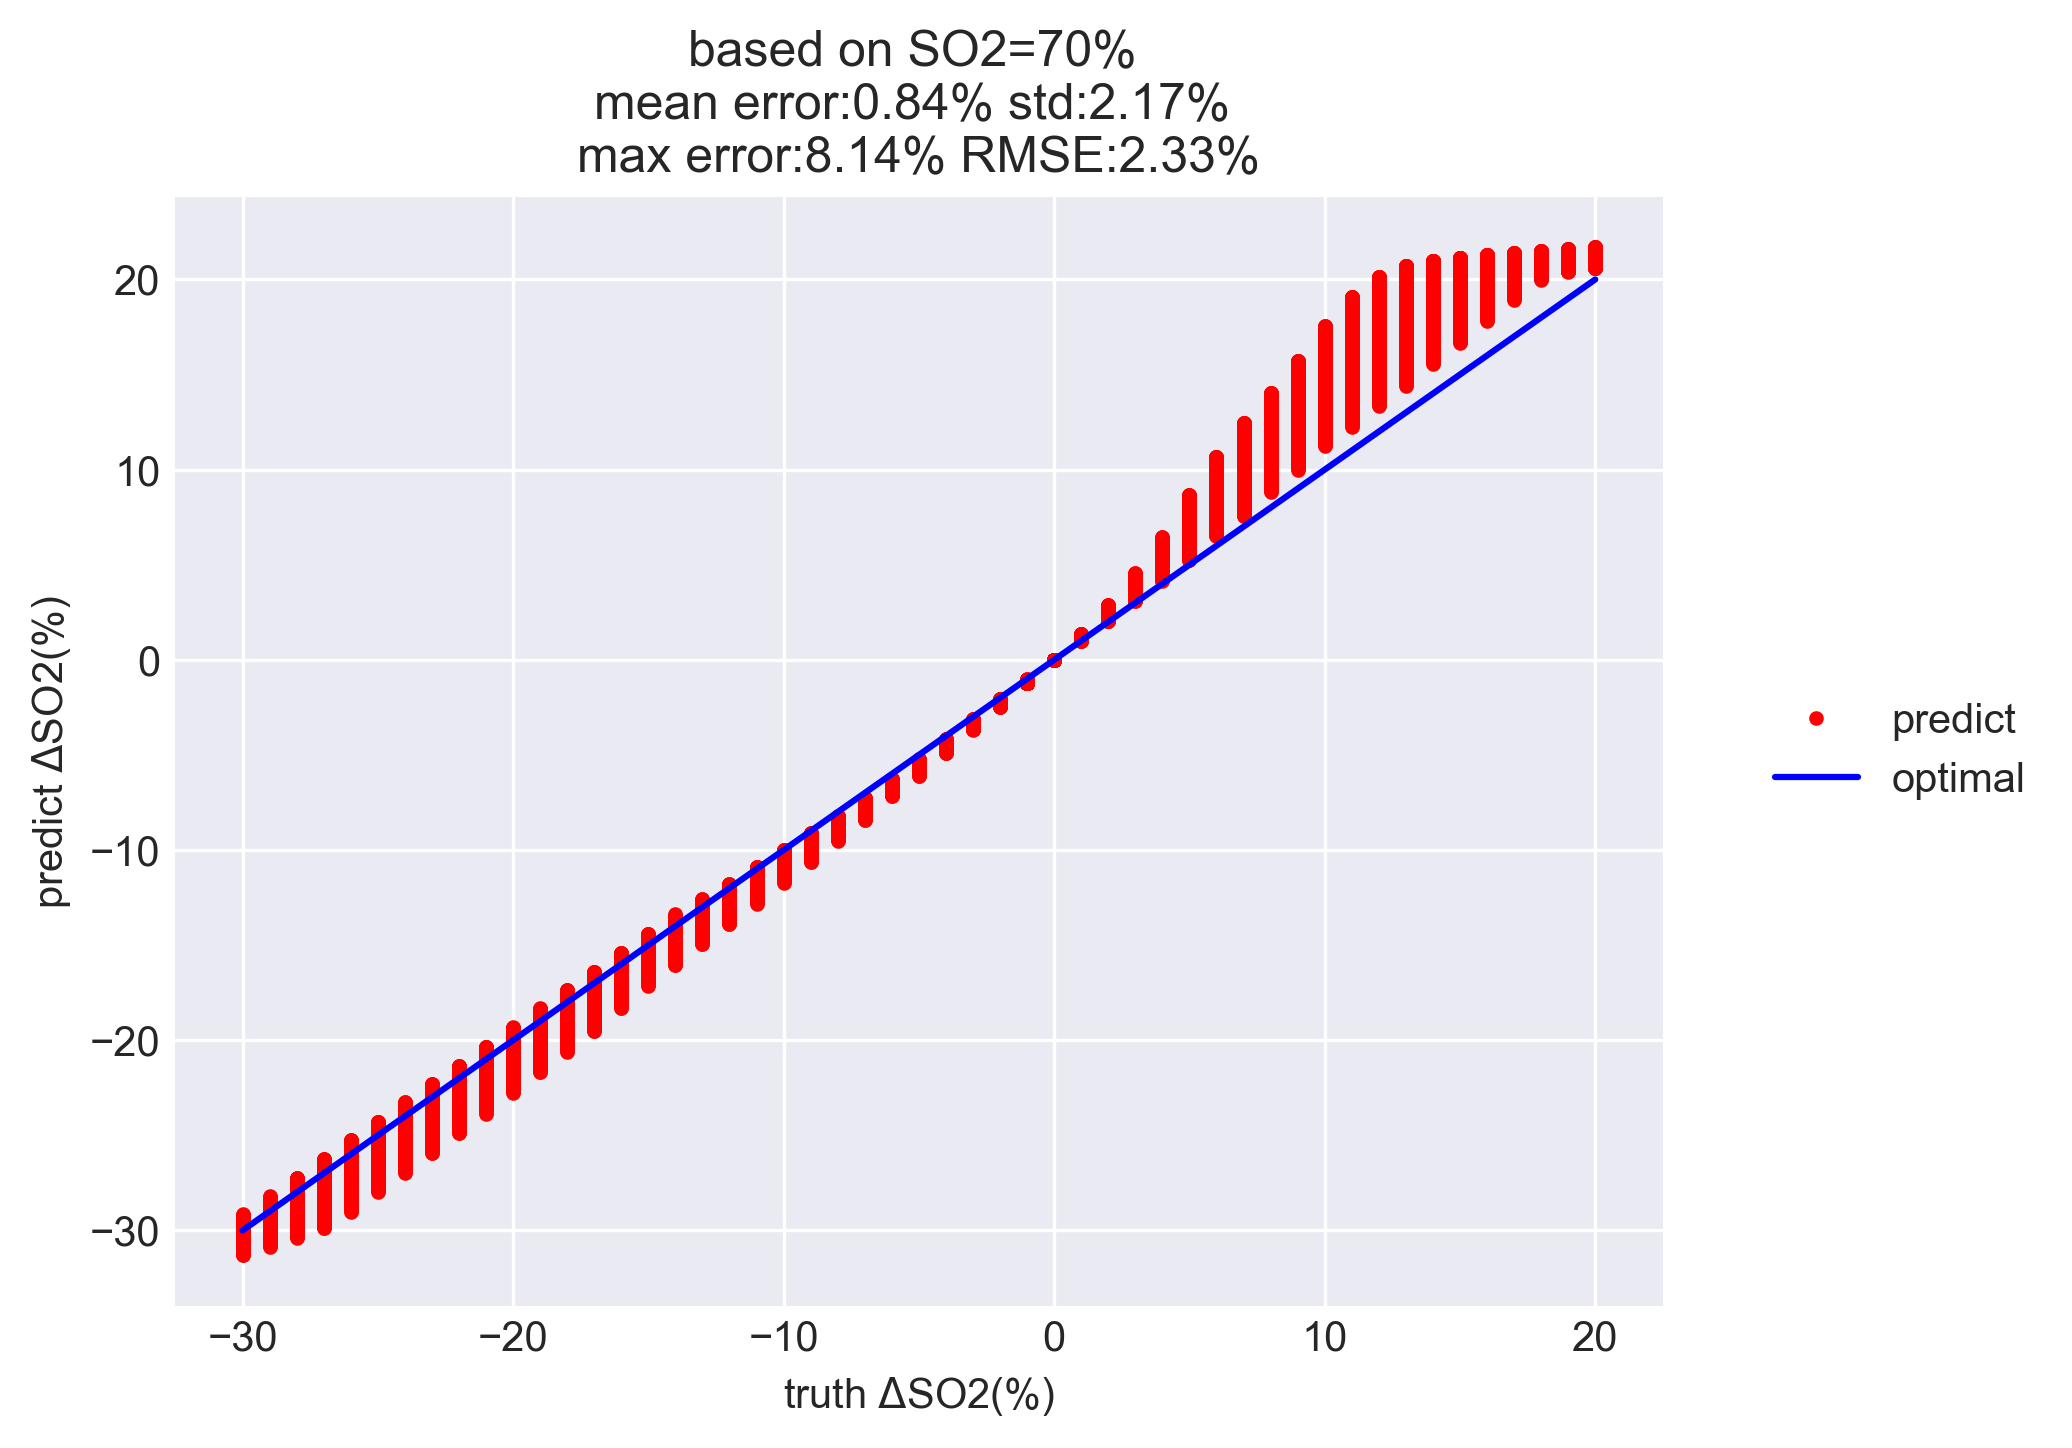 based on SO2=70%
mean error:0.84% std:2.17%
max error:8.14% RMSE:2.33%
predict ΔSO2(%)
20
10
0
−10
−20
−30
−30 −20 −10 0 10 20
truth ΔSO2(%)
predict
optimal